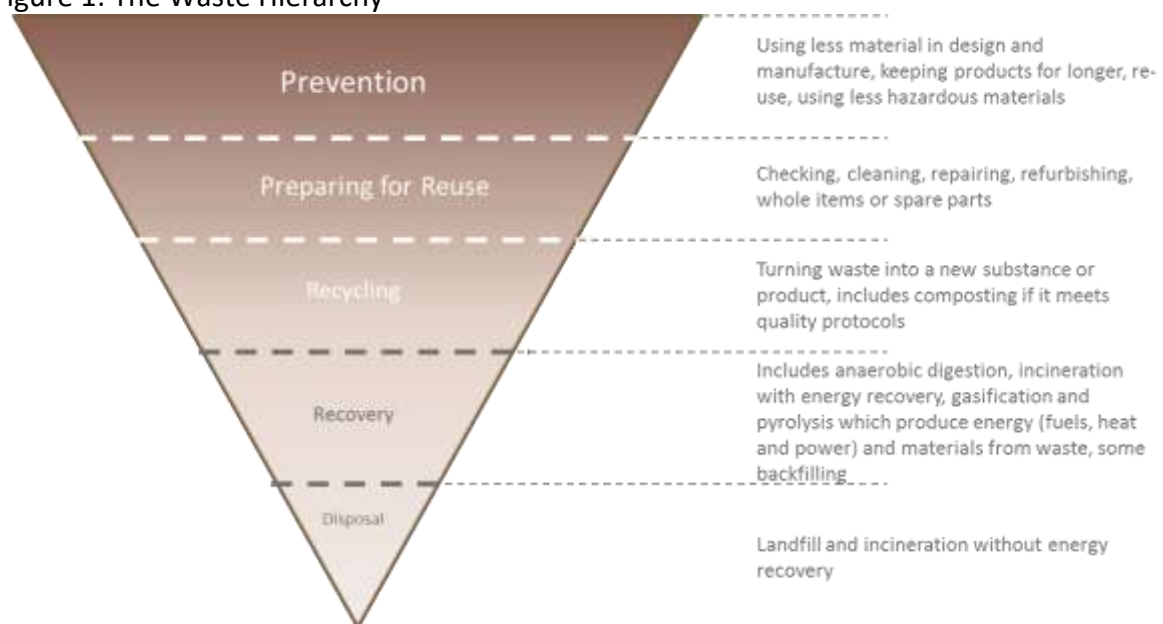 Figure 1: The Waste Hierarchy
Prevention
Using less material in design and
manufacture, keeping products for longer, re-
use, using less hazardous materials
Preparing for Reuse
Checking, cleaning, repairing, refurbishing,
whole items or spare parts
Recycling
Turning waste into a new substance or
product, includes composting if it meets
quality protocols
Recovery
Includes anaerobic digestion, incineration
with energy recovery, gasification and
pyrolysis which produce energy (fuels, heat
and power) and materials from waste, some
backfilling
Disposal
Landfill and incineration without energy
recovery